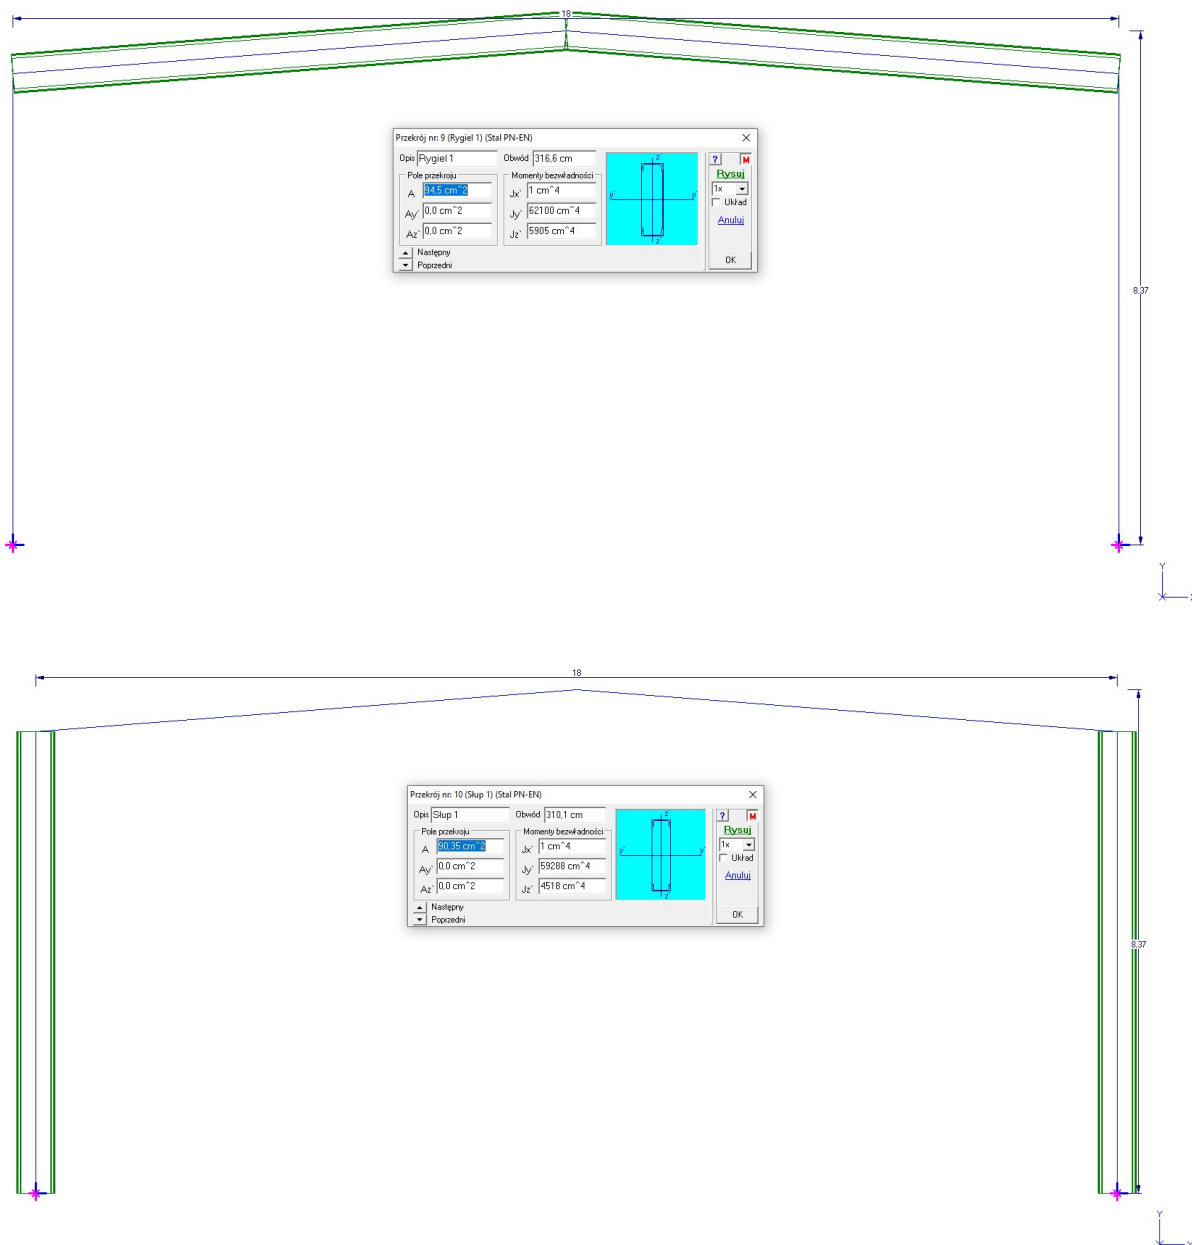 18
Przekrój nr: 9 (Rygiel 1) (Stal PN-EN)
Opis Rygiel 1 Obwód 316,6 cm
Pole przekroju Momenty bezwładności
A 94,5 cm^2 Jx` 1 cm^4
Ay` 0,0 cm^2 Jy` 62100 cm^4
Az` 0,0 cm^2 Jz` 5905 cm^4
z`
y` y`
z`
? M
Rysuj
1x
Układ
Anuluj
OK
Następny
Poprzedni
8,37
Y
18
Przekrój nr: 10 (Słup 1) (Stal PN-EN)
Opis Słup 1 Obwód 310,1 cm
Pole przekroju Momenty bezwładności
A 90,35 cm^2 Jx` 1 cm^4
Ay` 0,0 cm^2 Jy` 59288 cm^4
Az` 0,0 cm^2 Jz` 4518 cm^4
z`
y` y`
z`
? M
Rysuj
1x
Układ
Anuluj
OK
Następny
Poprzedni
8,37
Y